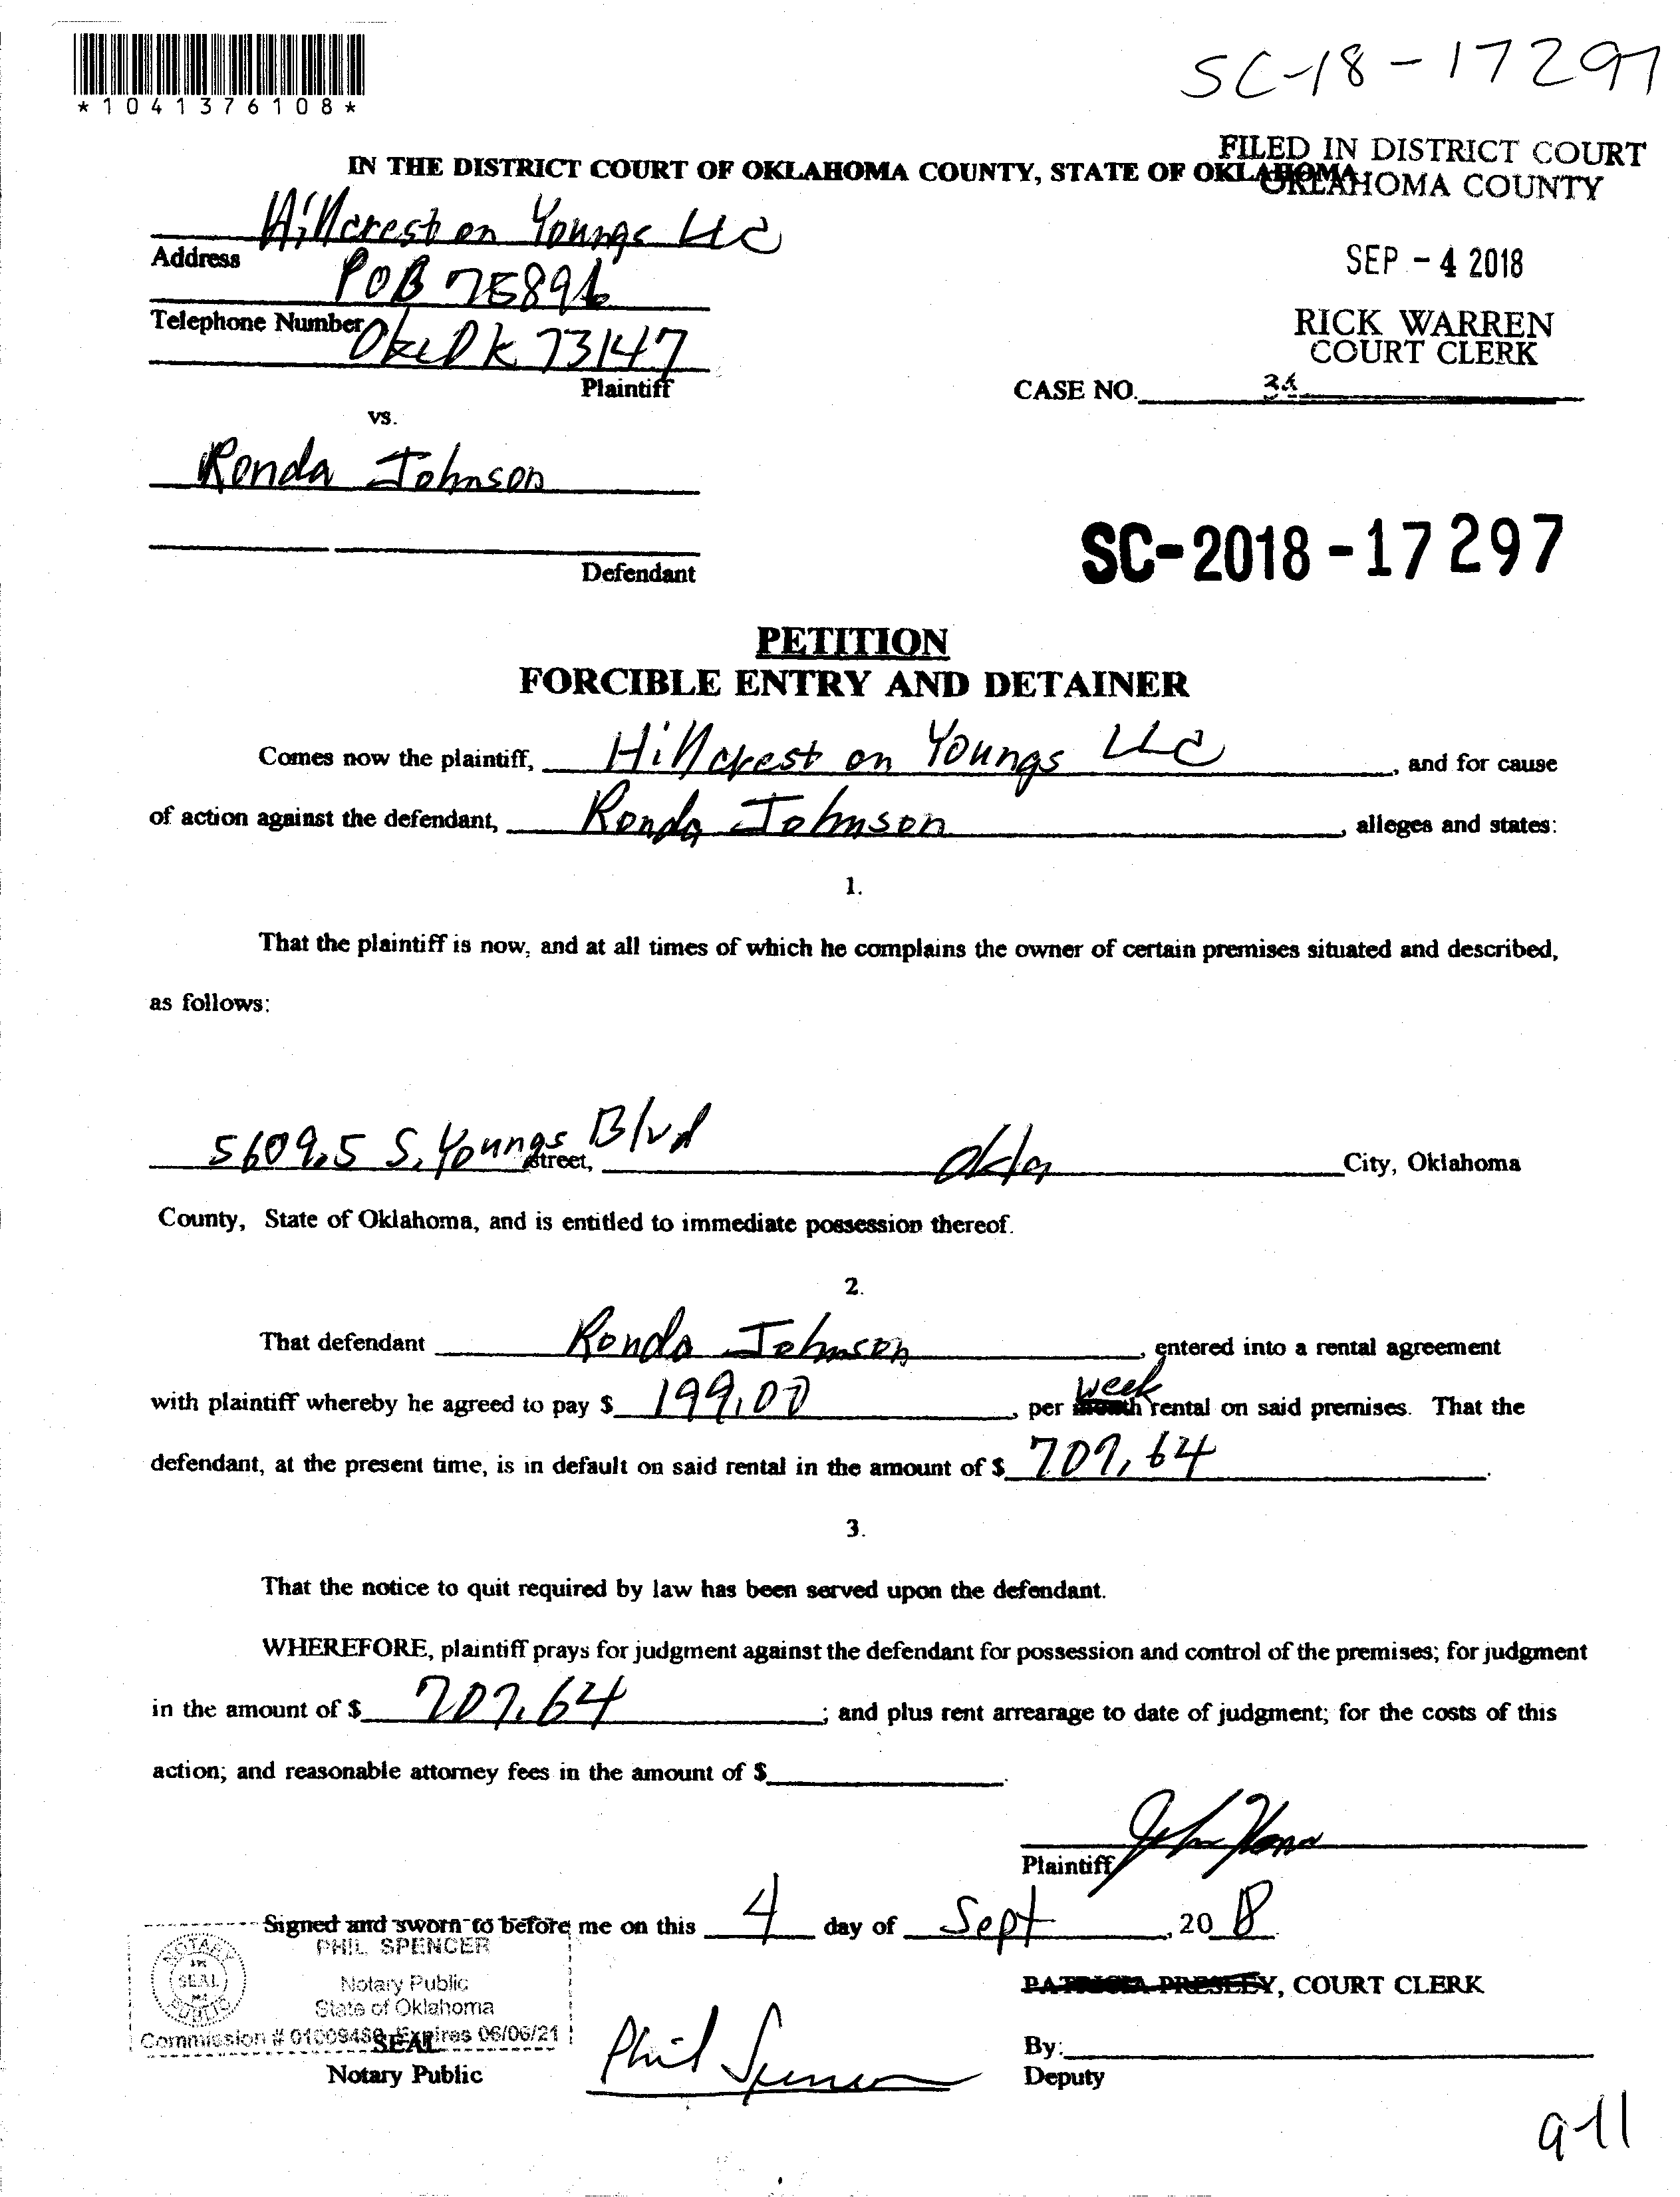 *1041376108*
SC-18-17297
FILED IN DISTRICT COURT
OKLAHOMA COUNTY
IN THE DISTRICT COURT OF OKLAHOMA COUNTY, STATE OF OKLAHOMA
Hillcrest on Youngs LLC
Address
SEP - 4 2018
POB 75896
RICK WARREN
COURT CLERK
Telephone Number
Okc Ok 73147
Plaintiff
CASE NO.
vs.
Ronda Johnson
Defendant
SC-2018-17297
PETITION
FORCIBLE ENTRY AND DETAINER
Comes now the plaintiff, Hillcrest on Youngs LLC, and for cause
of action against the defendant, Ronda Johnson, alleges and states:
1.
That the plaintiff is now, and at all times of which he complains the owner of certain premises situated and described,
as follows:
5609.5 S. Youngs Blvd street, Okla City, Oklahoma
County, State of Oklahoma, and is entitled to immediate possession thereof.
2.
That defendant Ronda Johnson, entered into a rental agreement
with plaintiff whereby he agreed to pay $ 199.00, per month week rental on said premises. That the
defendant, at the present time, is in default on said rental in the amount of $ 707.64.
3.
That the notice to quit required by law has been served upon the defendant.
WHEREFORE, plaintiff prays for judgment against the defendant for possession and control of the premises; for judgment
in the amount of $ 707.64; and plus rent arrearage to date of judgment; for the costs of this
action; and reasonable attorney fees in the amount of $.
Plaintiff
Signed and sworn to before me on this 4 day of Sept, 2018
PHIL SPENCER
Notary Public
State of Oklahoma
NOTARY PUBLIC
SEAL
Expires 06/06/21
PATRICIA PRESLEY, COURT CLERK
SEAL
Notary Public
Phil Spencer
By:
Deputy
9-11